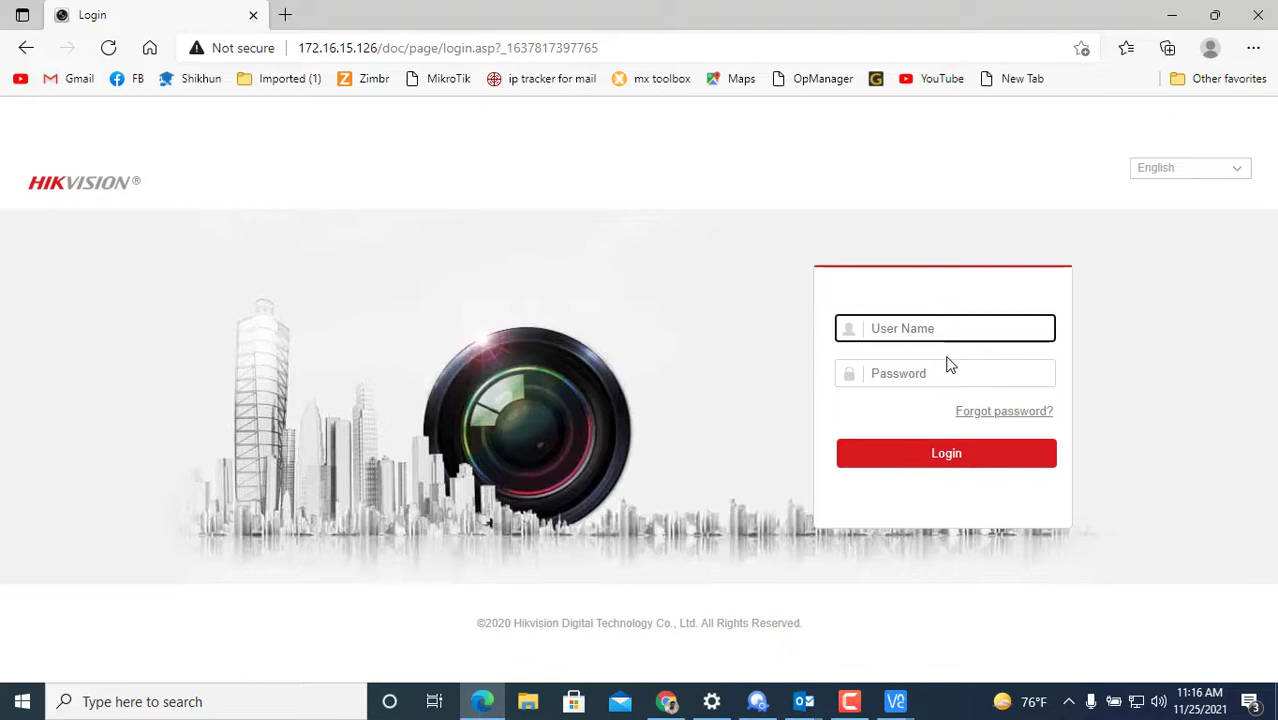 Login
Not secure
172.16.15.126/doc/page/login.asp?_1637817397765
Gmail
FB
Shikhun
Imported (1)
Zimbr
MikroTik
ip tracker for mail
mx toolbox
Maps
OpManager
G
YouTube
New Tab
Other favorites
HIKVISION®
English
User Name
Password
Forgot password?
Login
©2020 Hikvision Digital Technology Co., Ltd. All Rights Reserved.
Type here to search
76°F
11:16 AM
11/25/2021
3